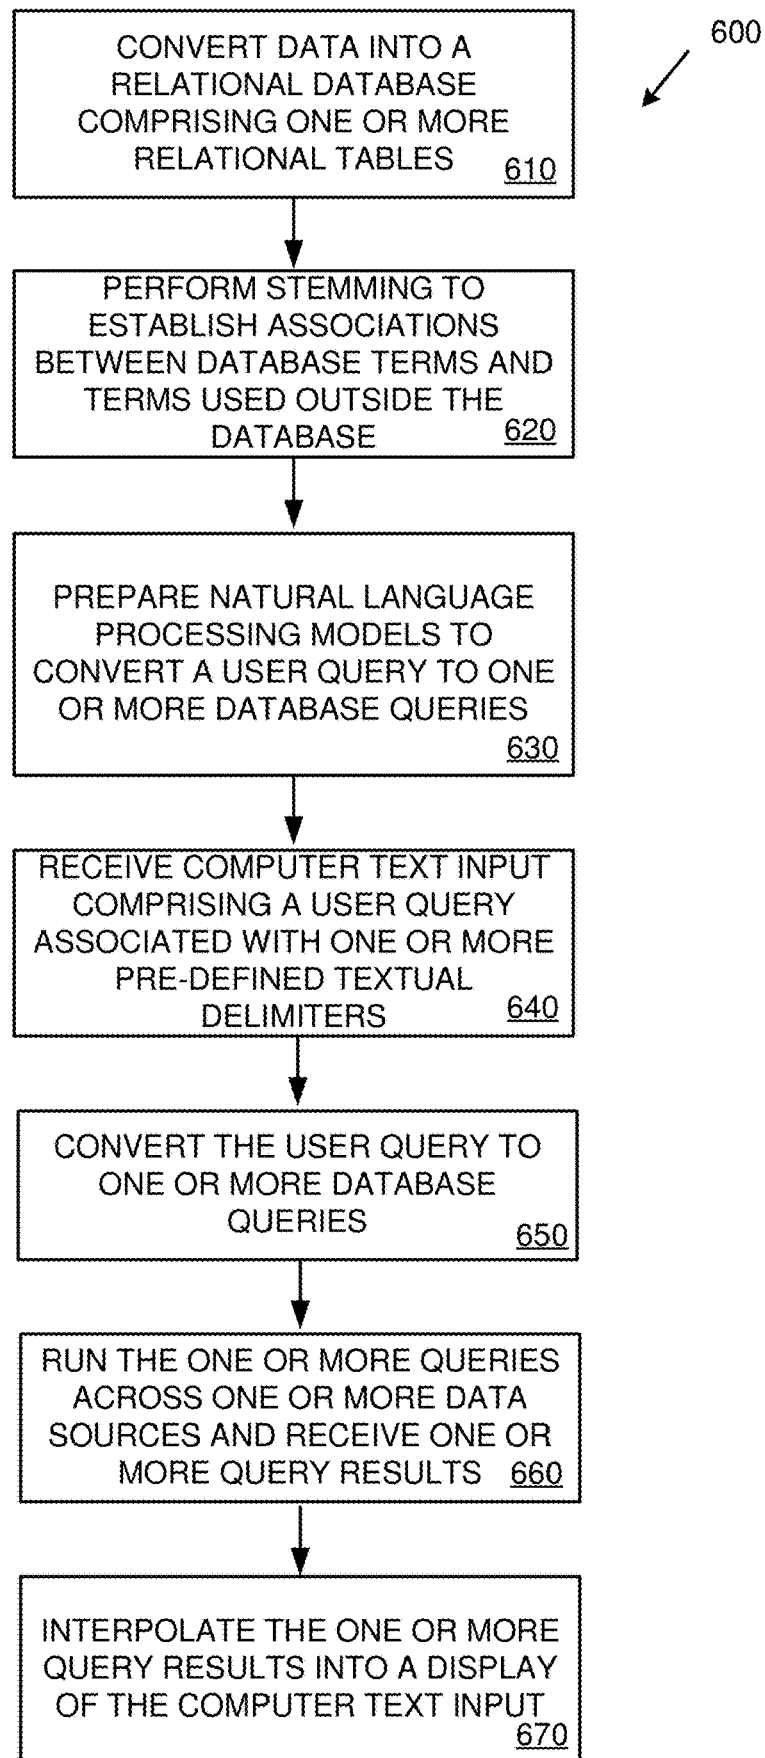 600
CONVERT DATA INTO A
RELATIONAL DATABASE
COMPRISING ONE OR MORE
RELATIONAL TABLES
610
PERFORM STEMMING TO
ESTABLISH ASSOCIATIONS
BETWEEN DATABASE TERMS AND
TERMS USED OUTSIDE THE
DATABASE
620
PREPARE NATURAL LANGUAGE
PROCESSING MODELS TO
CONVERT A USER QUERY TO ONE
OR MORE DATABASE QUERIES
630
RECEIVE COMPUTER TEXT INPUT
COMPRISING A USER QUERY
ASSOCIATED WITH ONE OR MORE
PRE-DEFINED TEXTUAL
DELIMITERS
640
CONVERT THE USER QUERY TO
ONE OR MORE DATABASE
QUERIES
650
RUN THE ONE OR MORE QUERIES
ACROSS ONE OR MORE DATA
SOURCES AND RECEIVE ONE OR
MORE QUERY RESULTS 660
INTERPOLATE THE ONE OR MORE
QUERY RESULTS INTO A DISPLAY
OF THE COMPUTER TEXT INPUT
670